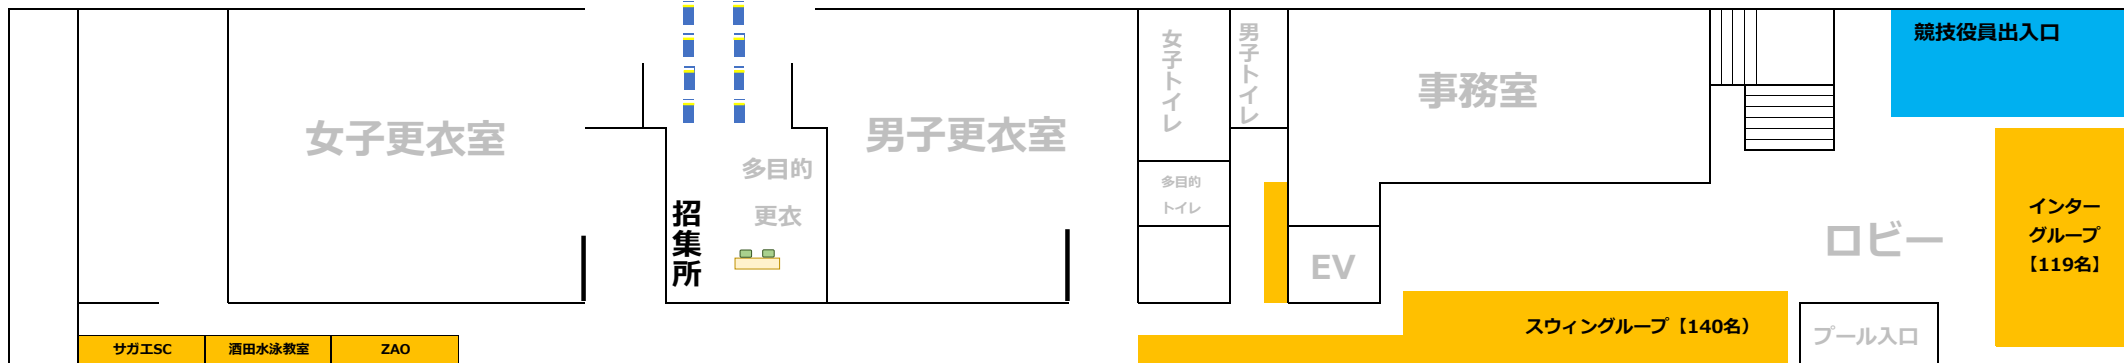 女子更衣室
招集所
多目的
更衣
男子更衣室
女子トイレ
男子トイレ
多目的
トイレ
事務室
EV
競技役員出入口
ロビー
インター
グループ
【119名】
スウィングループ【140名）
プール入口
サガエSC
酒田水泳教室
ZAO